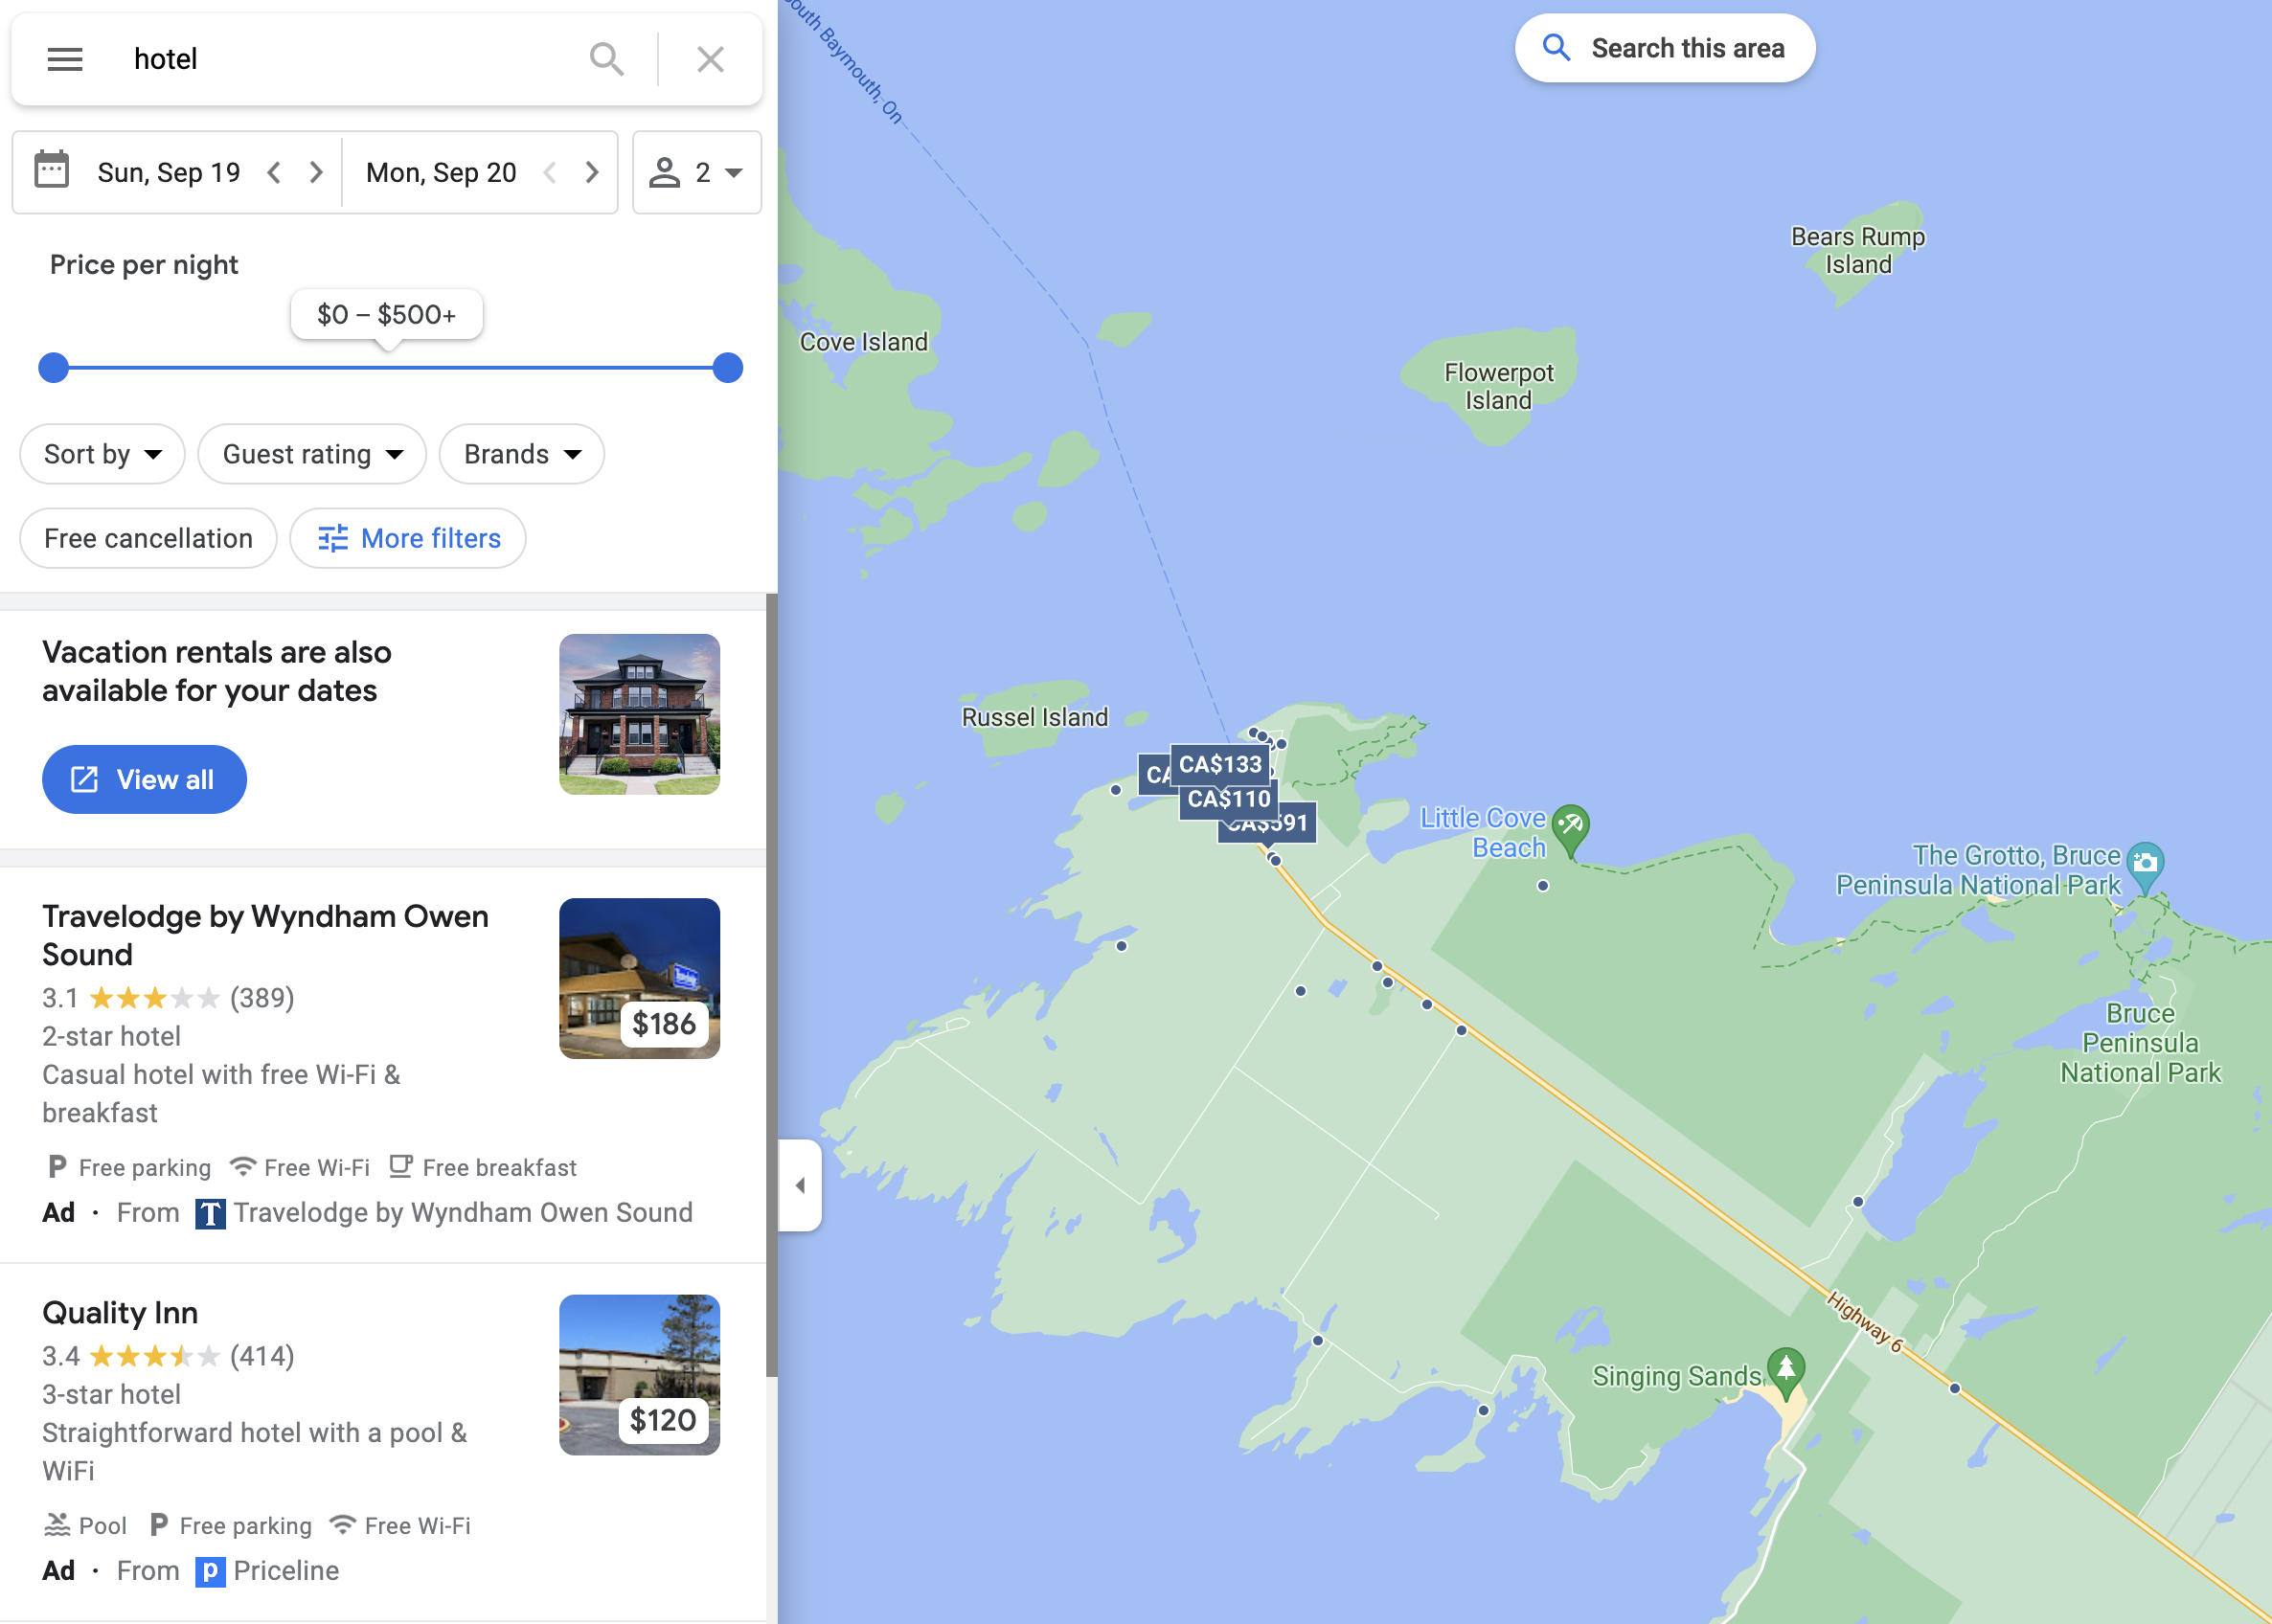 hotel
Sun, Sep 19
Mon, Sep 20
2
Price per night
$0 – $500+
Sort by
Guest rating
Brands
Free cancellation
More filters
Vacation rentals are also
available for your dates
View all
Travelodge by Wyndham Owen
Sound
3.1 (389)
2-star hotel
Casual hotel with free Wi-Fi &
breakfast
$186
Free parking Free Wi-Fi Free breakfast
Ad · From T Travelodge by Wyndham Owen Sound
Quality Inn
3.4 (414)
3-star hotel
Straightforward hotel with a pool &
WiFi
$120
Pool P Free parking Free Wi-Fi
Ad · From p Priceline
Search this area
Baymouth, On
Bears Rump
Island
Cove Island
Flowerpot
Island
Russel Island
CA$133
CA$110
CA$591
Little Cove
Beach
The Grotto, Bruce
Peninsula National Park
Bruce
Peninsula
National Park
Highway 6
Singing Sands